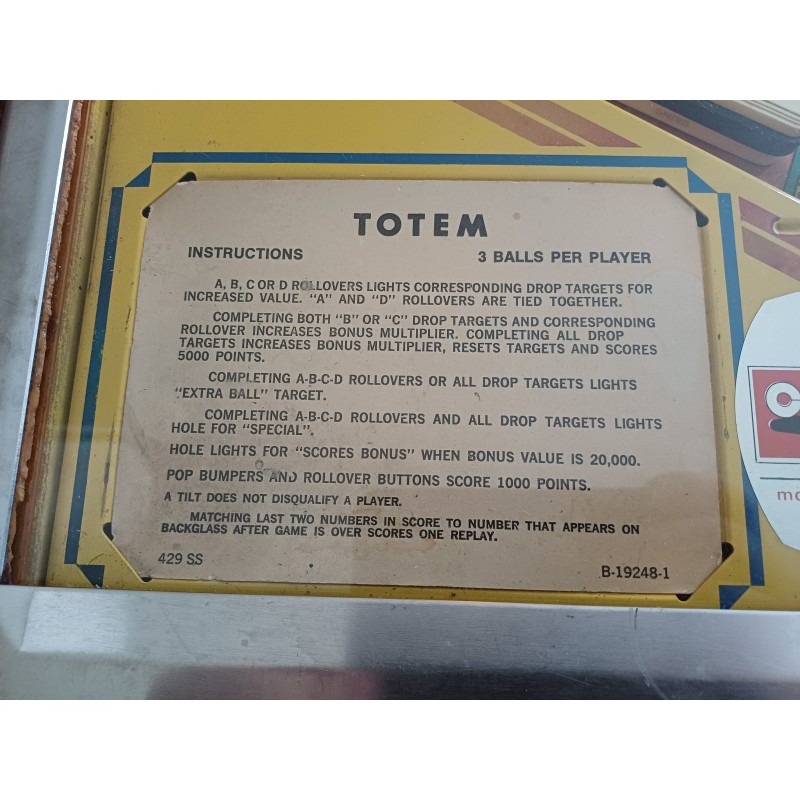 TOTEM
INSTRUCTIONS 3 BALLS PER PLAYER
A, B, C OR D ROLLOVERS LIGHTS CORRESPONDING DROP TARGETS FOR
INCREASED VALUE. "A" AND "D" ROLLOVERS ARE TIED TOGETHER.
COMPLETING BOTH "B" OR "C" DROP TARGETS AND CORRESPONDING
ROLLOVER INCREASES BONUS MULTIPLIER. COMPLETING ALL DROP
TARGETS INCREASES BONUS MULTIPLIER, RESETS TARGETS AND SCORES
5000 POINTS.
COMPLETING A-B-C-D ROLLOVERS OR ALL DROP TARGETS LIGHTS
"EXTRA BALL" TARGET.
COMPLETING A-B-C-D ROLLOVERS AND ALL DROP TARGETS LIGHTS
HOLE FOR "SPECIAL".
HOLE LIGHTS FOR "SCORES BONUS" WHEN BONUS VALUE IS 20,000.
POP BUMPERS AND ROLLOVER BUTTONS SCORE 1000 POINTS.
A TILT DOES NOT DISQUALIFY A PLAYER.
MATCHING LAST TWO NUMBERS IN SCORE TO NUMBER THAT APPEARS ON
BACKGLASS AFTER GAME IS OVER SCORES ONE REPLAY.
429 SS B-19248-1